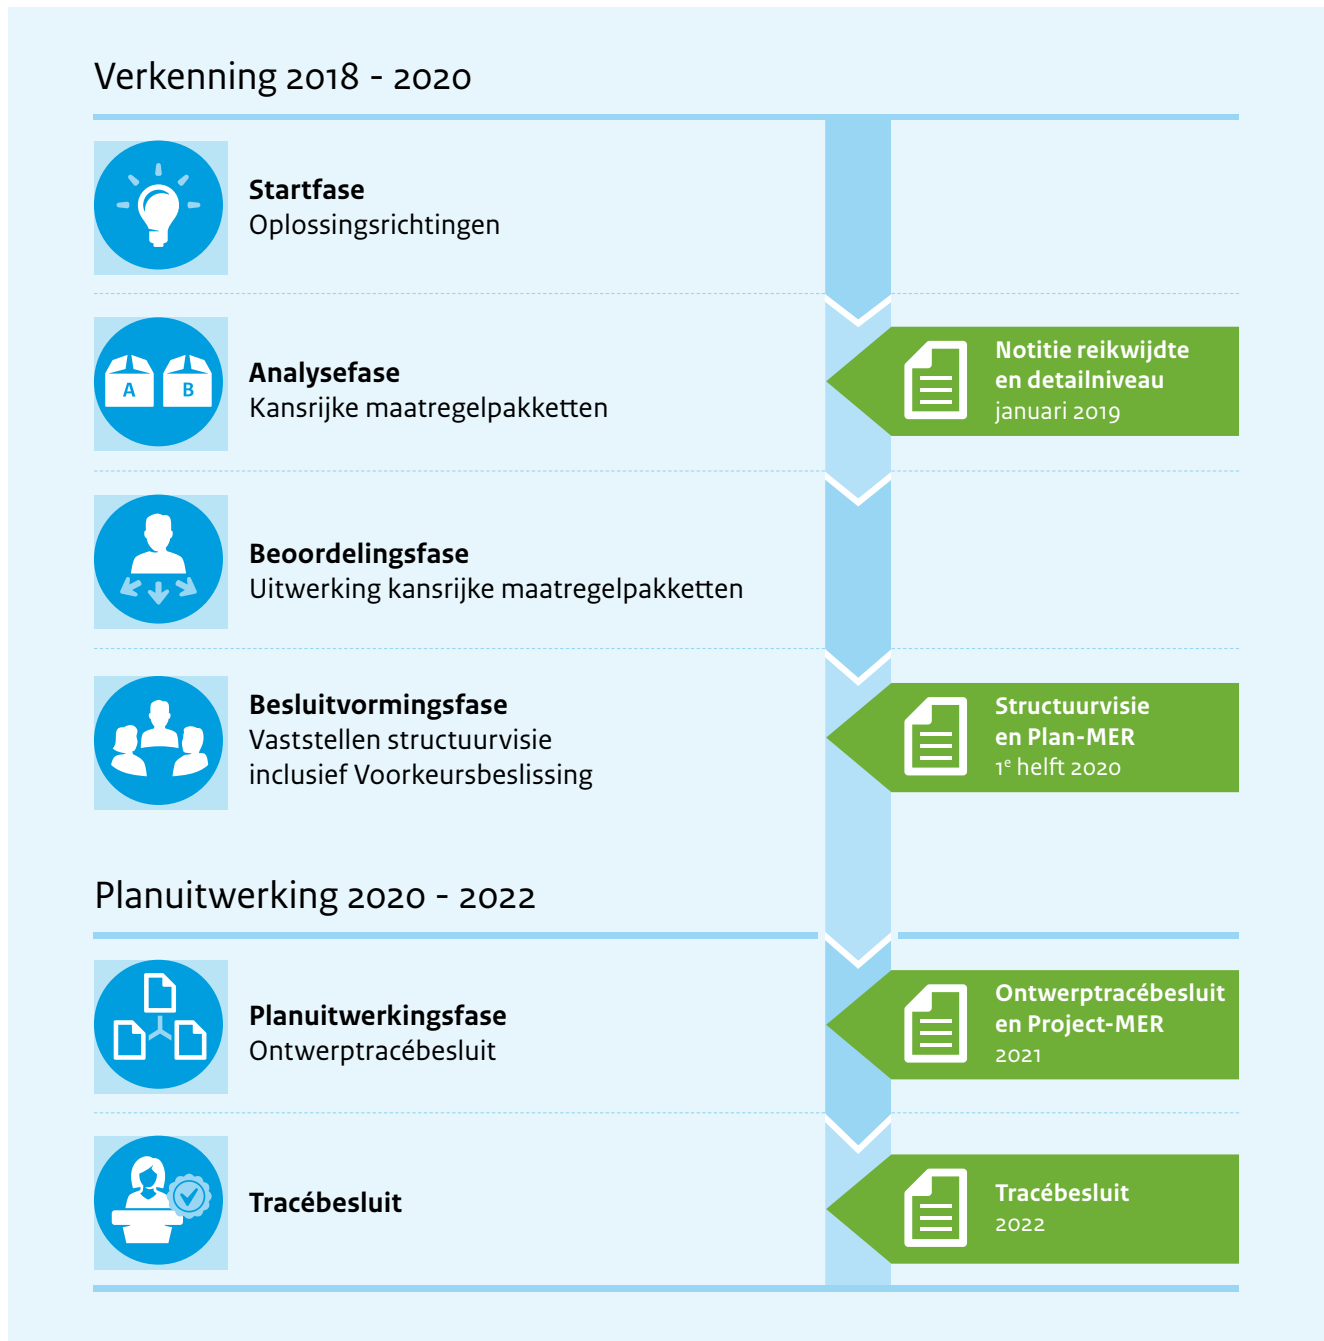 Verkenning 2018 - 2020
Startfase
Oplossingsrichtingen
A
B
Analysefase
Kansrijke maatregelpakketten
Notitie reikwijdte
en detailniveau
januari 2019
Beoordelingsfase
Uitwerking kansrijke maatregelpakketten
Besluitvormingsfase
Vaststellen structuurvisie
inclusief Voorkeursbeslissing
Structuurvisie
en Plan-MER
1e helft 2020
Planuitwerking 2020 - 2022
Planuitwerkingsfase
Ontwerptracébesluit
Ontwerptracébesluit
en Project-MER
2021
Tracébesluit
Tracébesluit
2022